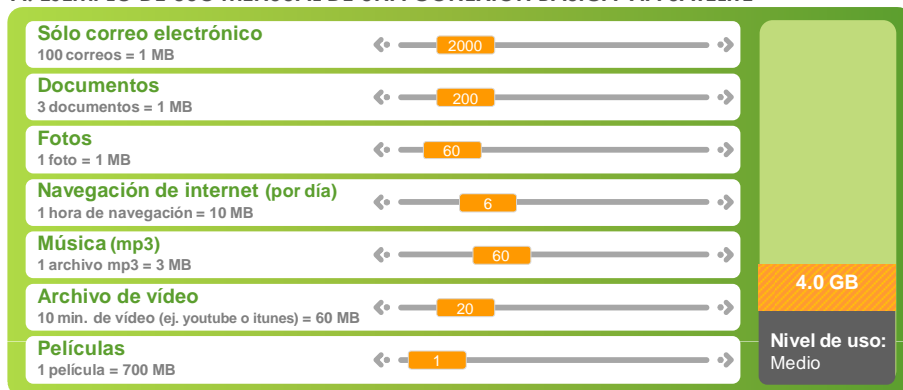 Sólo correo electrónico
100 correos = 1 MB
2000
Documentos
3 documentos = 1 MB
200
Fotos
1 foto = 1 MB
60
Navegación de internet (por día)
1 hora de navegación = 10 MB
6
Música (mp3)
1 archivo mp3 = 3 MB
60
Archivo de vídeo
10 min. de vídeo (ej. youtube o itunes) = 60 MB
20
Películas
1 película = 700 MB
1
4.0 GB
Nivel de uso:
Medio